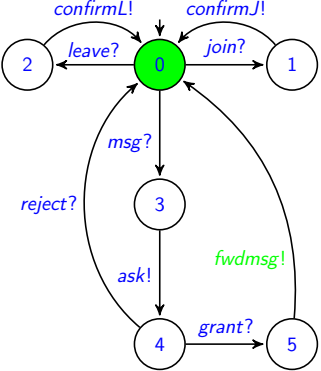 confirmL! confirmJ!
leave? join?
2 0 1
msg?
reject? 3
fwdmsg!
ask!
grant?
4 5